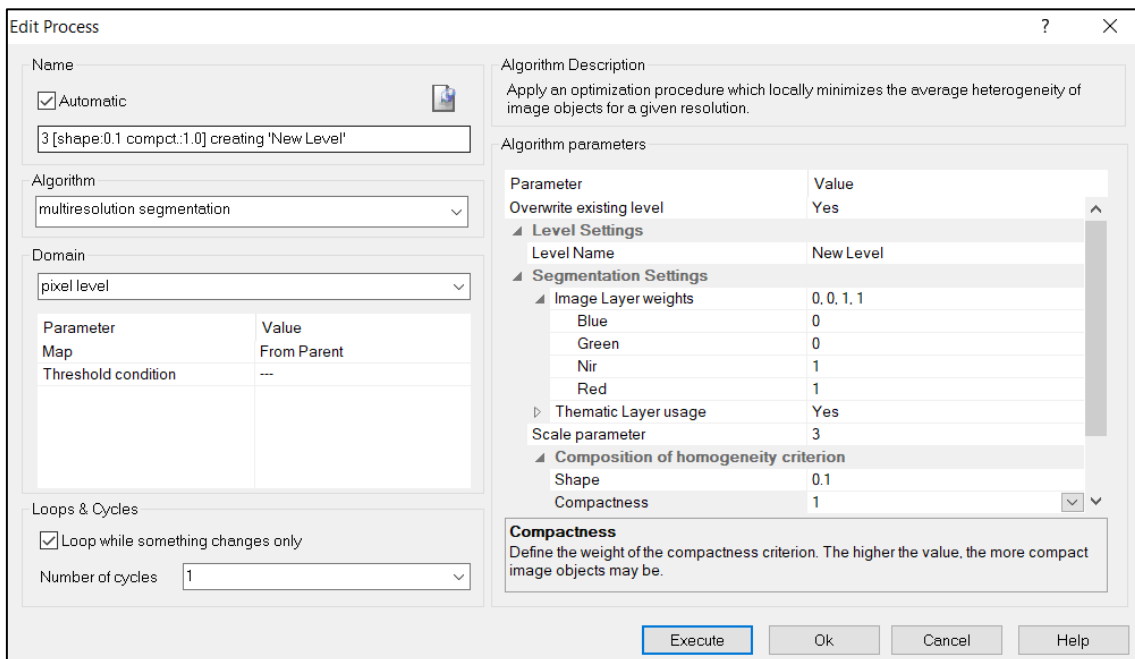 Edit Process
?
Name
Automatic
3 [shape:0.1 compct.:1.0] creating 'New Level'
Algorithm
multiresolution segmentation
Domain
pixel level
Parameter Value
Map From Parent
Threshold condition ---
Loops & Cycles
Loop while something changes only
Number of cycles 1
Algorithm Description
Apply an optimization procedure which locally minimizes the average heterogeneity of
image objects for a given resolution.
Algorithm parameters
Parameter Value
Overwrite existing level Yes
Level Settings
Level Name New Level
Segmentation Settings
Image Layer weights 0, 0, 1, 1
Blue 0
Green 0
Nir 1
Red 1
Thematic Layer usage Yes
Scale parameter 3
Composition of homogeneity criterion
Shape 0.1
Compactness 1
Compactness
Define the weight of the compactness criterion. The higher the value, the more compact
image objects may be.
Execute Ok Cancel Help